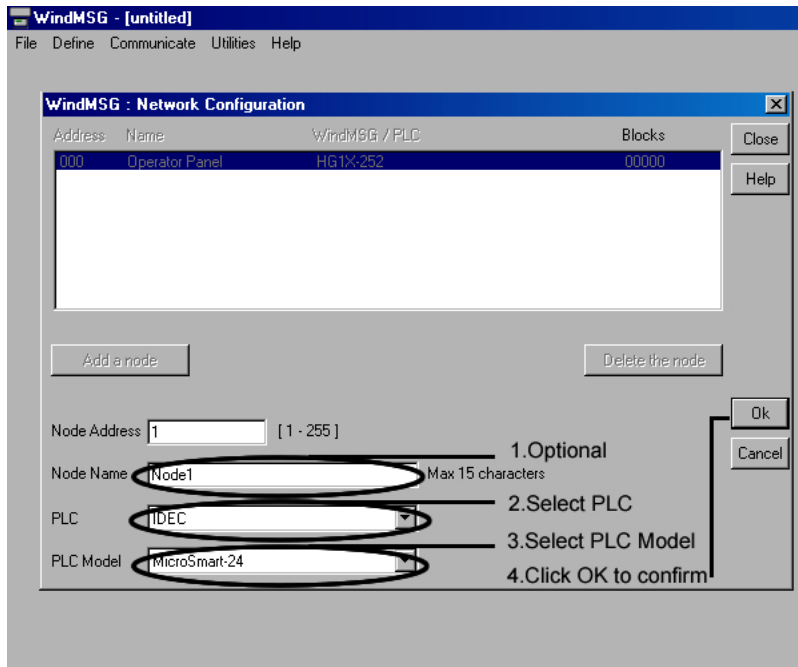 WindMSG - [untitled]
File Define Communicate Utilities Help
WindMSG : Network Configuration
Address Name WindMSG / PLC Blocks
000 Operator Panel HG1X-252 00000
Close
Help
Add a node Delete the node
Ok
Cancel
Node Address 1 [ 1 - 255 ]
1.Optional
Node Name Node1 Max 15 characters
2.Select PLC
PLC IDEC
3.Select PLC Model
PLC Model MicroSmart-24
4.Click OK to confirm